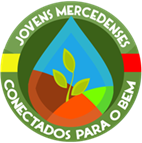 JOVENS MERCEDENSES
CONECTADOS PARA O BEM